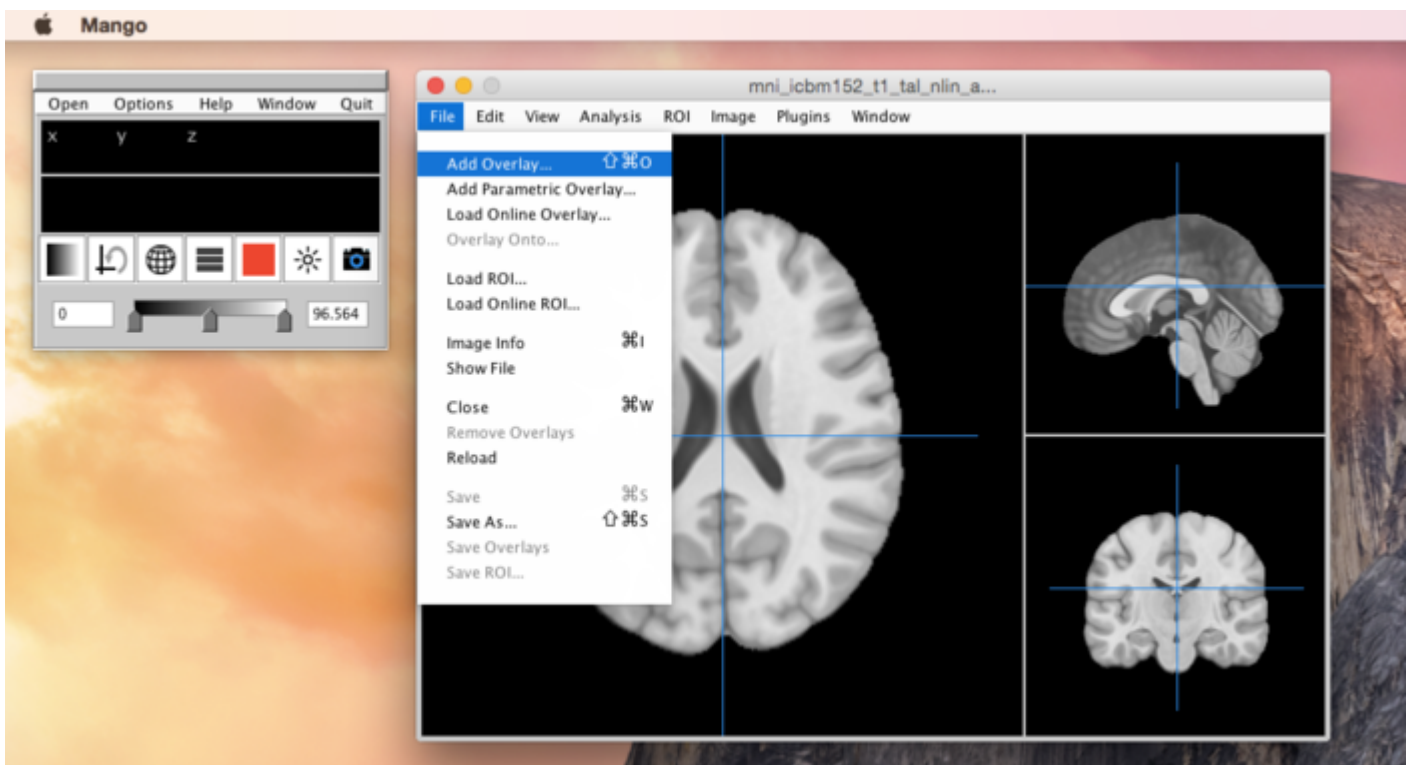 Mango
Open Options Help Window Quit
x y z
0 96.564
mni_icbm152_t1_tal_nlin_a...
File Edit View Analysis ROI Image Plugins Window
Add Overlay... ⇧⌘O
Add Parametric Overlay...
Load Online Overlay...
Overlay Onto...
Load ROI...
Load Online ROI...
Image Info ⌘I
Show File
Close ⌘W
Remove Overlays
Reload
Save ⌘S
Save As... ⇧⌘S
Save Overlays
Save ROI...